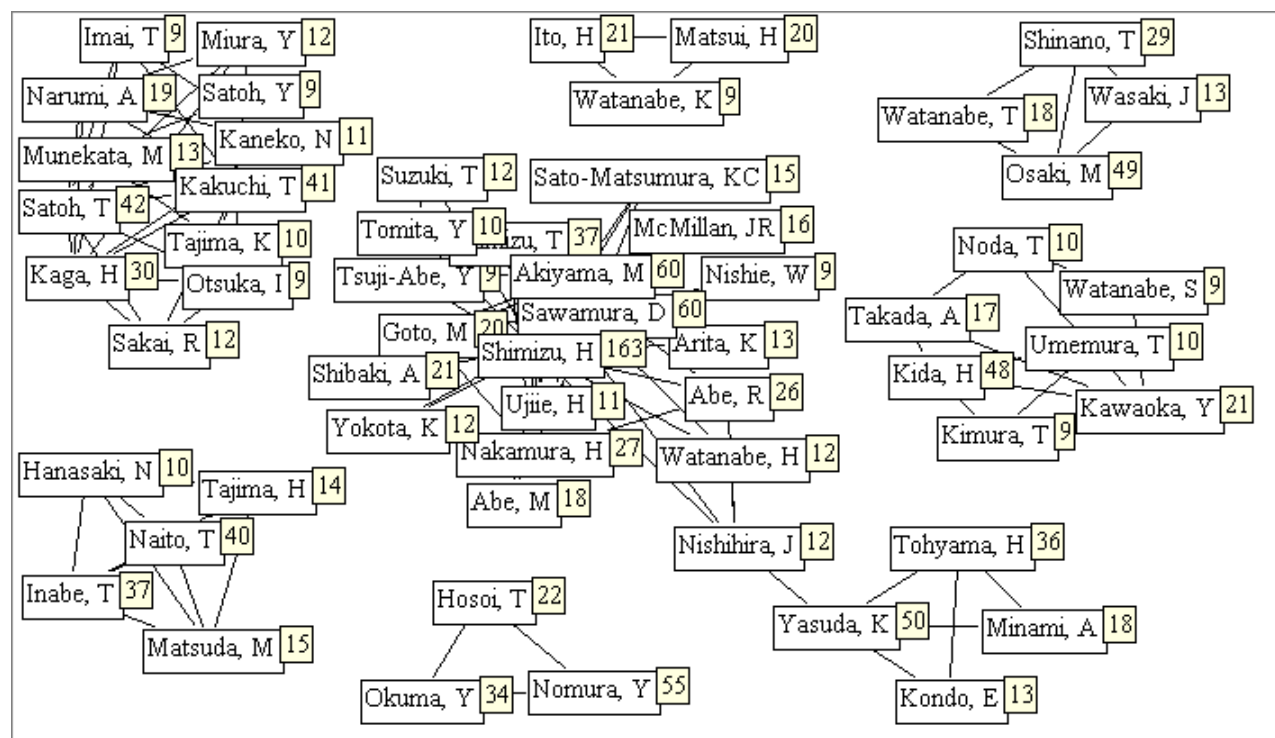 Imai, T 9
Miura, Y 12
Narumi, A 19
Satoh, Y 9
Kaneko, N 11
Munekata, M 13
Kakuchi, T 41
Satoh, T 42
Tajima, K 10
Kaga, H 30
Otsuka, I 9
Sakai, R 12
Ito, H 21
Matsui, H 20
Watanabe, K 9
Shinano, T 29
Wasaki, J 13
Watanabe, T 18
Osaki, M 49
Suzuki, T 12
Sato-Matsumura, KC 15
Tomita, Y 10
mizu, T 37
McMillan, JR 16
Tsuji-Abe, Y 9
Akiyama, M 60
Nishie, W 9
Sawamura, D 60
Goto, M 20
Shimizu, H 163
Arita, K 13
Shibaki, A 21
Ujiie, H 11
Abe, R 26
Yokota, K 12
Nakamura, H 27
Watanabe, H 12
Abe, M 18
Nishihira, J 12
Noda, T 10
Watanabe, S 9
Takada, A 17
Umemura, T 10
Kida, H 48
Kawaoka, Y 21
Kimura, T 9
Hanasaki, N 10
Tajima, H 14
Naito, T 40
Inabe, T 37
Matsuda, M 15
Hosoi, T 22
Okuma, Y 34
Nomura, Y 55
Tohyama, H 36
Yasuda, K 50
Minami, A 18
Kondo, E 13